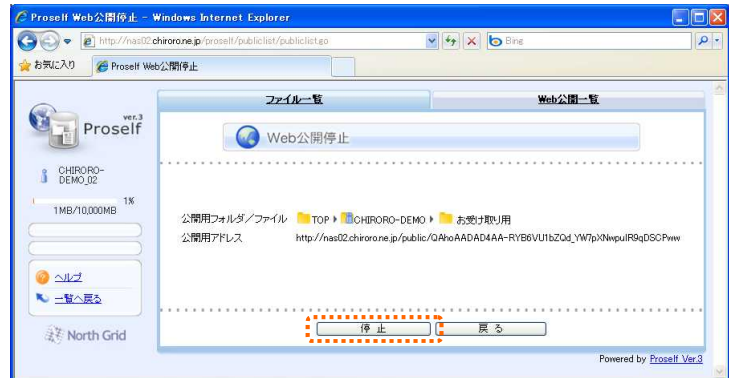 Proself Web公開停止 - Windows Internet Explorer
http://nas02.chirorone.jp/proself/publiclist/publiclist.go
Bing
お気に入り
Proself Web公開停止
ver.3
Proself
CHIRORO-
DEMO_02
1%
1MB/10,000MB
ヘルプ
一覧へ戻る
North Grid
ファイル一覧
Web公開一覧
Web公開停止
公開用フォルダ/ファイル TOP CHIRORO-DEMO お受け取り用
公開用アドレス http://nas02.chirorone.jp/public/QAhoAADAD4AA-RYB6VU1bZQd_YW7pXNwpuIR9qDSCPww
停止
戻る
Powered by Proself Ver.3